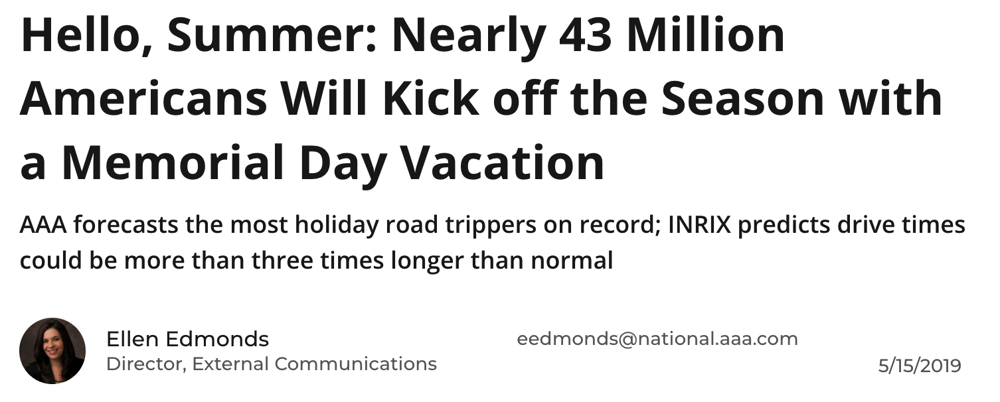 Hello, Summer: Nearly 43 Million
Americans Will Kick off the Season with
a Memorial Day Vacation
AAA forecasts the most holiday road trippers on record; INRIX predicts drive times
could be more than three times longer than normal
Ellen Edmonds
eedmonds@national.aaa.com
Director, External Communications
5/15/2019